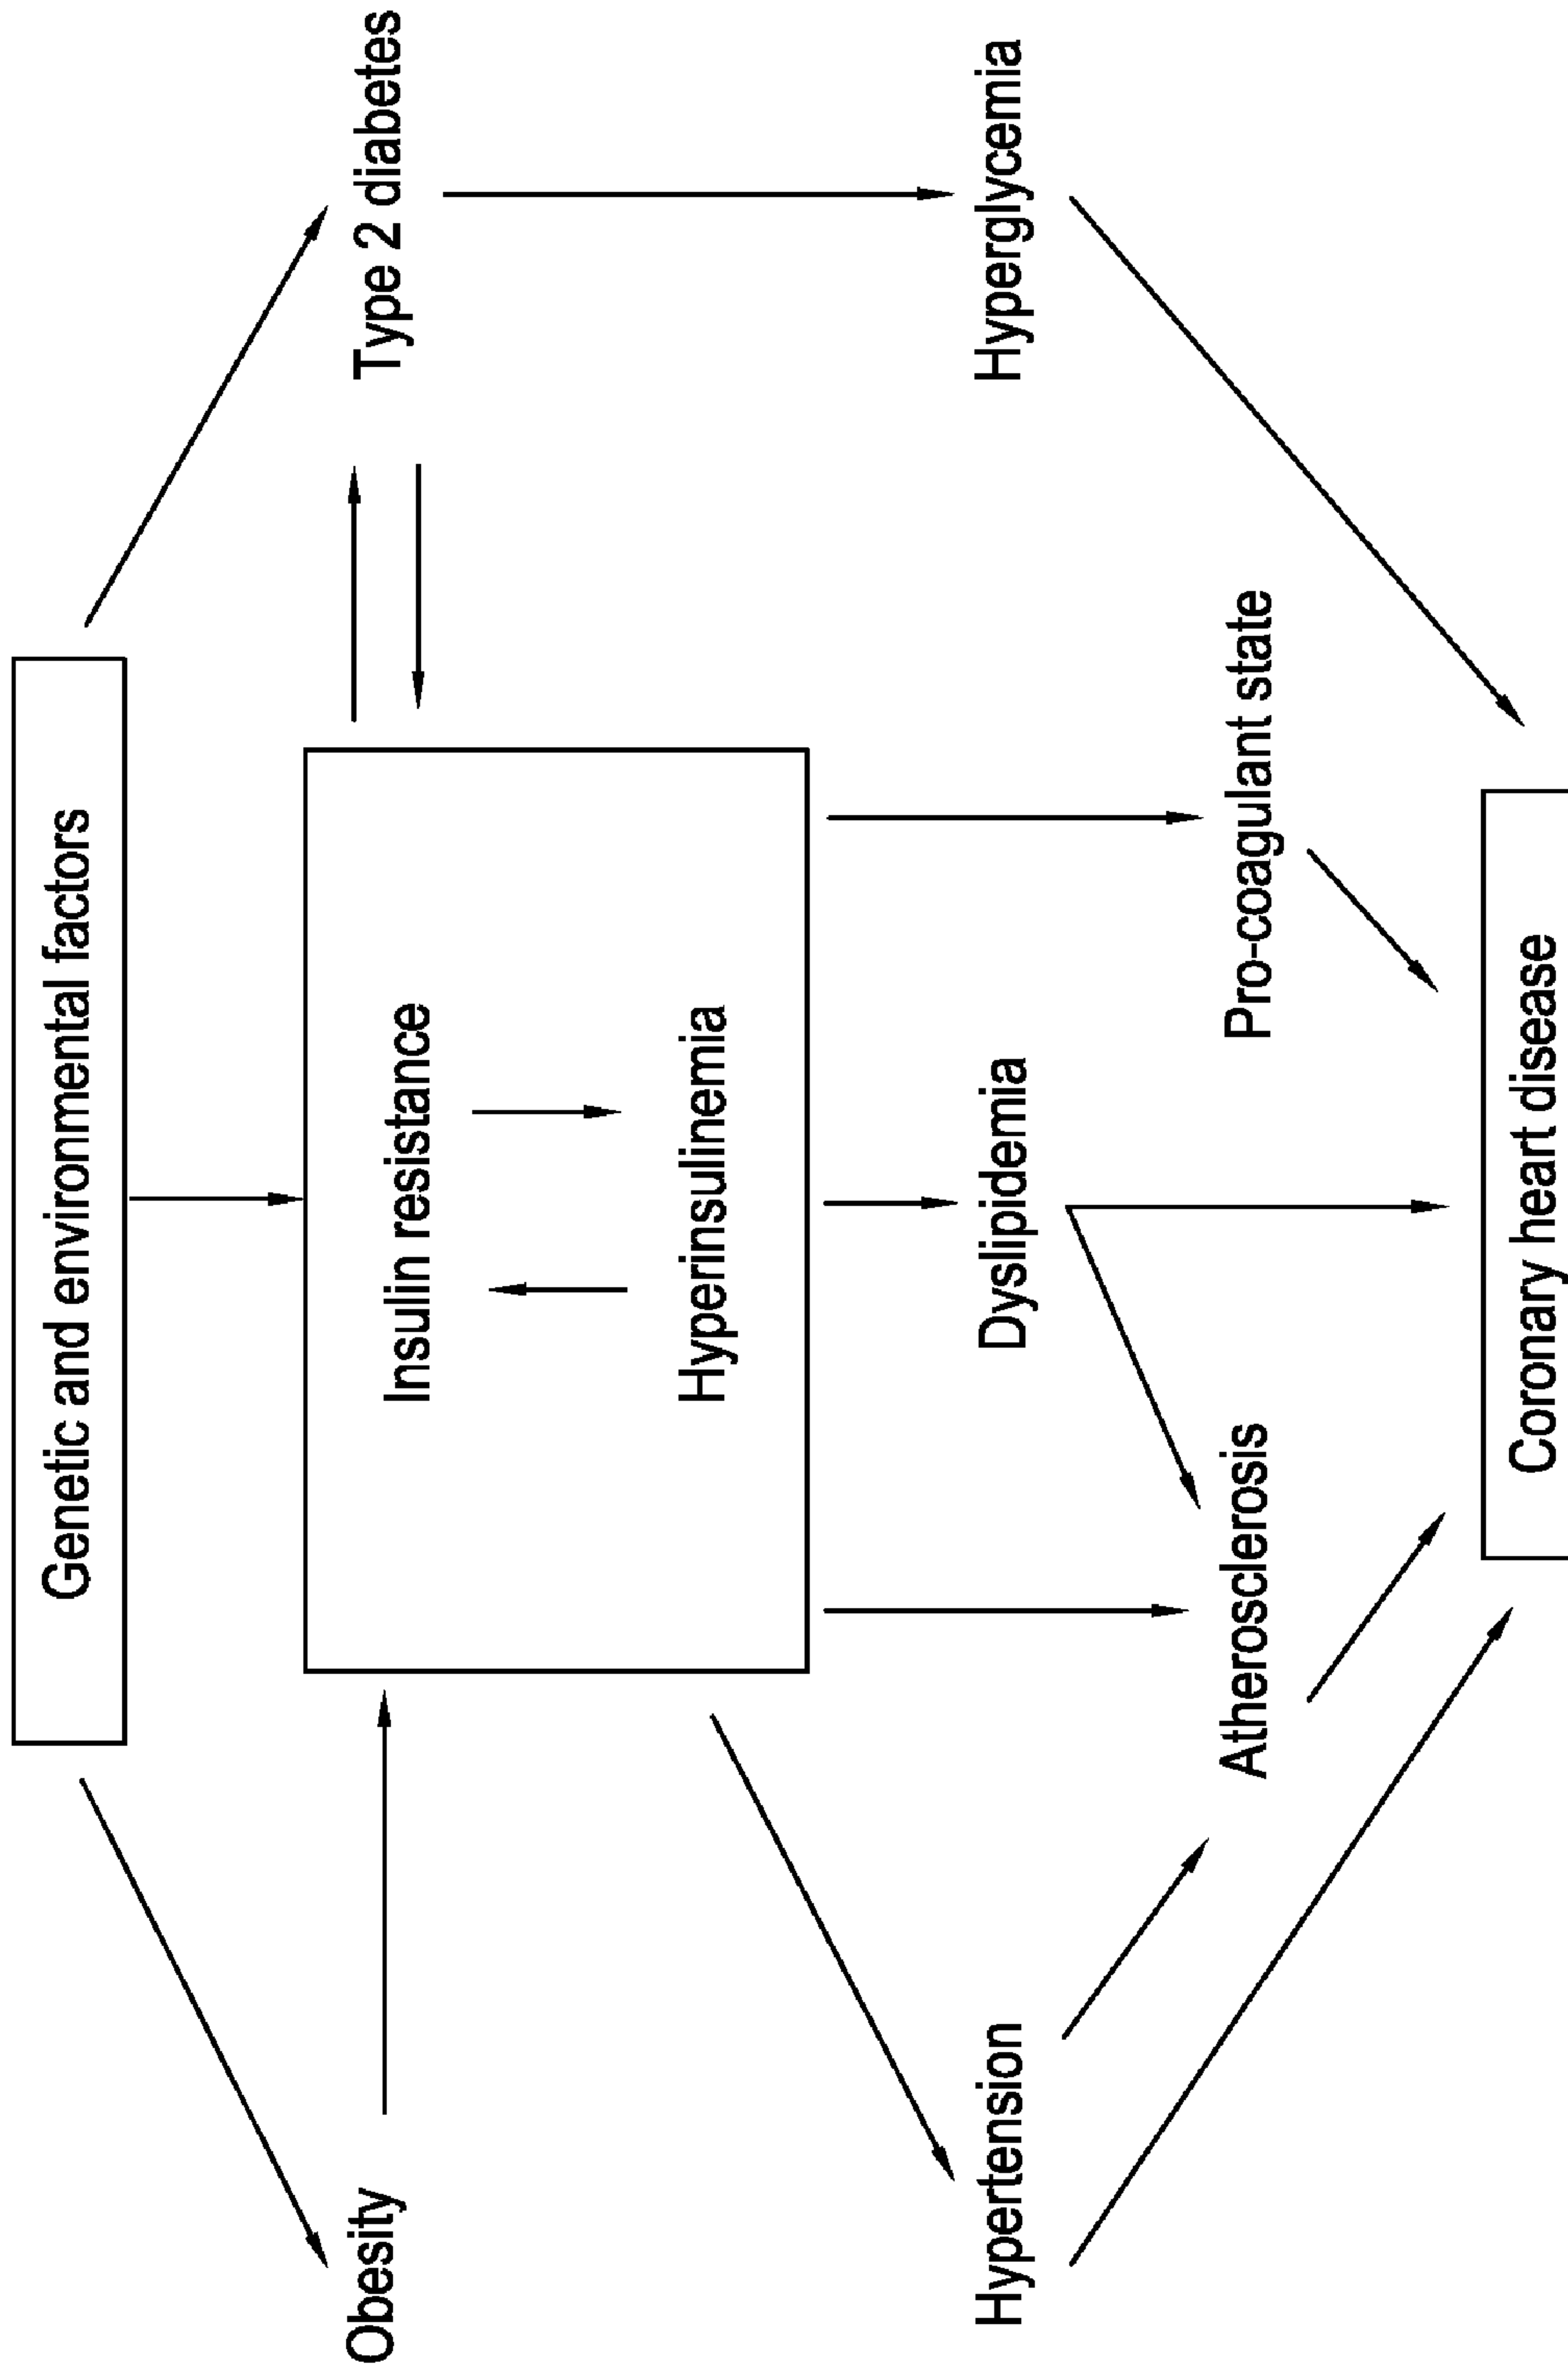 Genetic and environmental factors
Obesity
Insulin resistance
Type 2 diabetes
Hyperinsulinemia
Hypertension
Dyslipidemia
Hyperglycemia
Atherosclerosis
Pro-coagulant state
Coronary heart disease